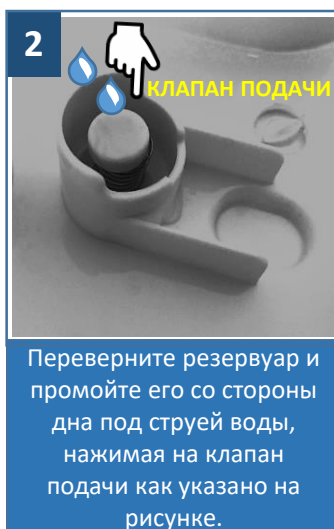 2
КЛАПАН ПОДАЧИ
Переверните резервуар и
промойте его со стороны
дна под струей воды,
нажимая на клапан
подачи как указано на
рисунке.